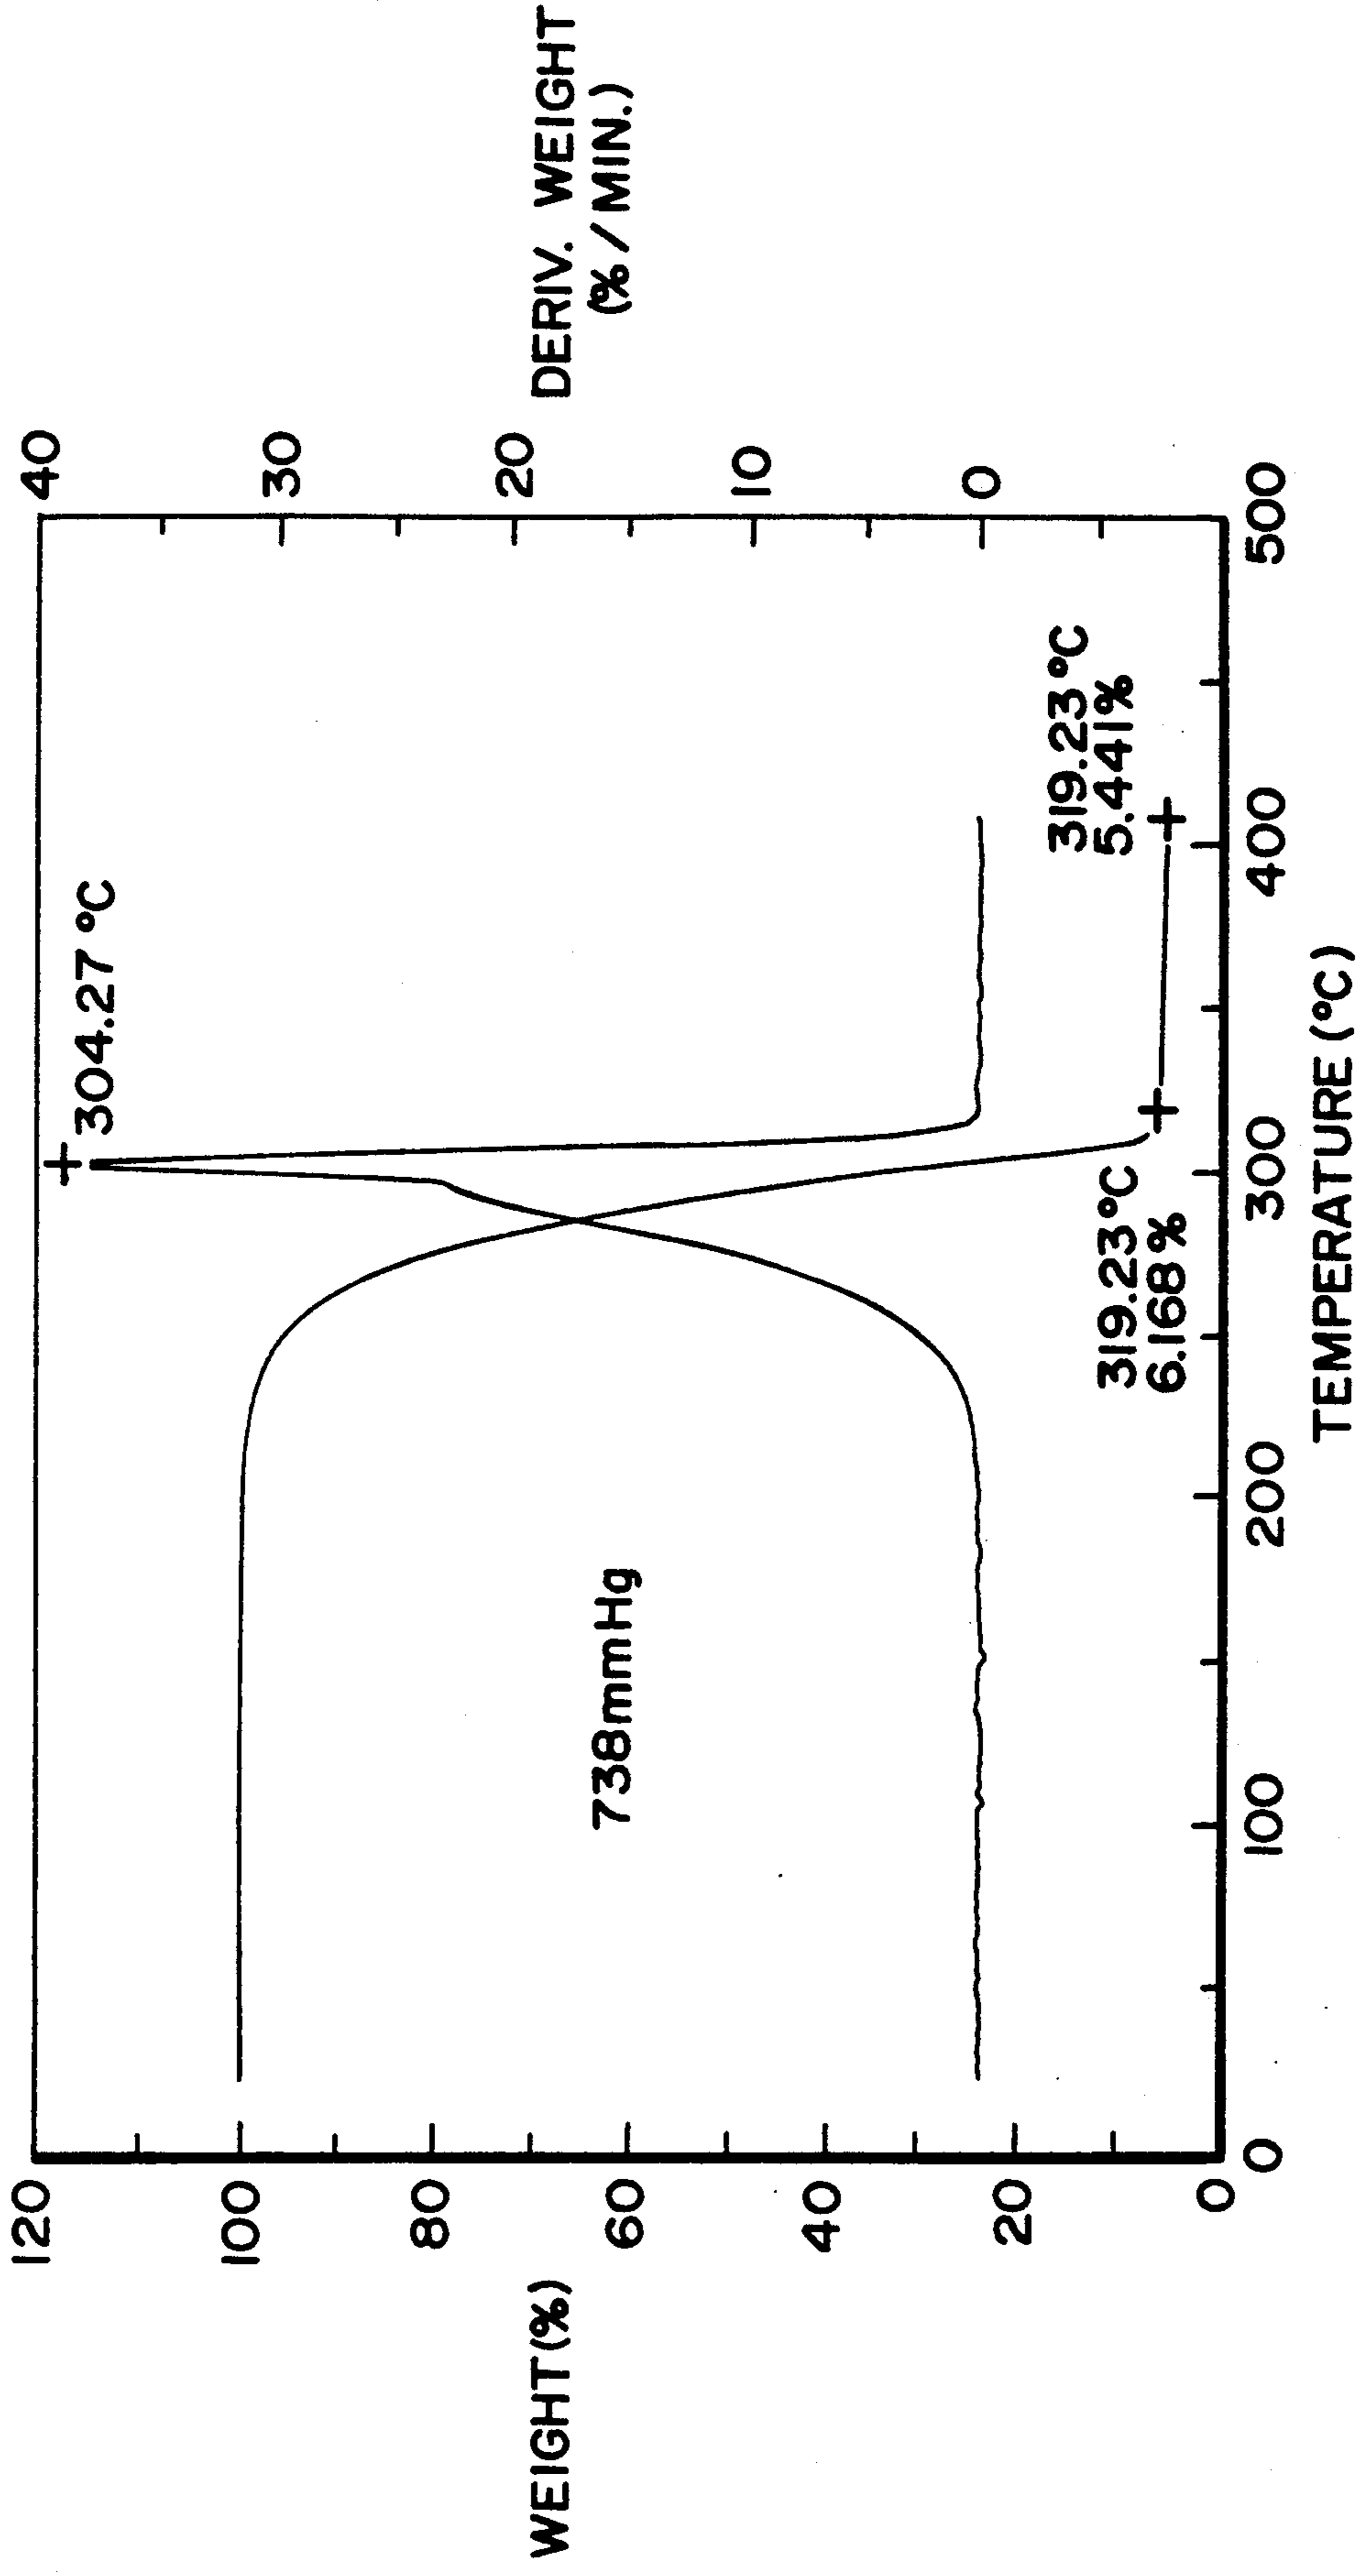 WEIGHT(%)
120
100
80
60
40
20
0
738mmHg
304.27°C
319.23°C
6.168%
319.23°C
5.441%
40
30
20
10
0
DERIV. WEIGHT
(%/MIN.)
0
100
200
300
400
500
TEMPERATURE (°C)